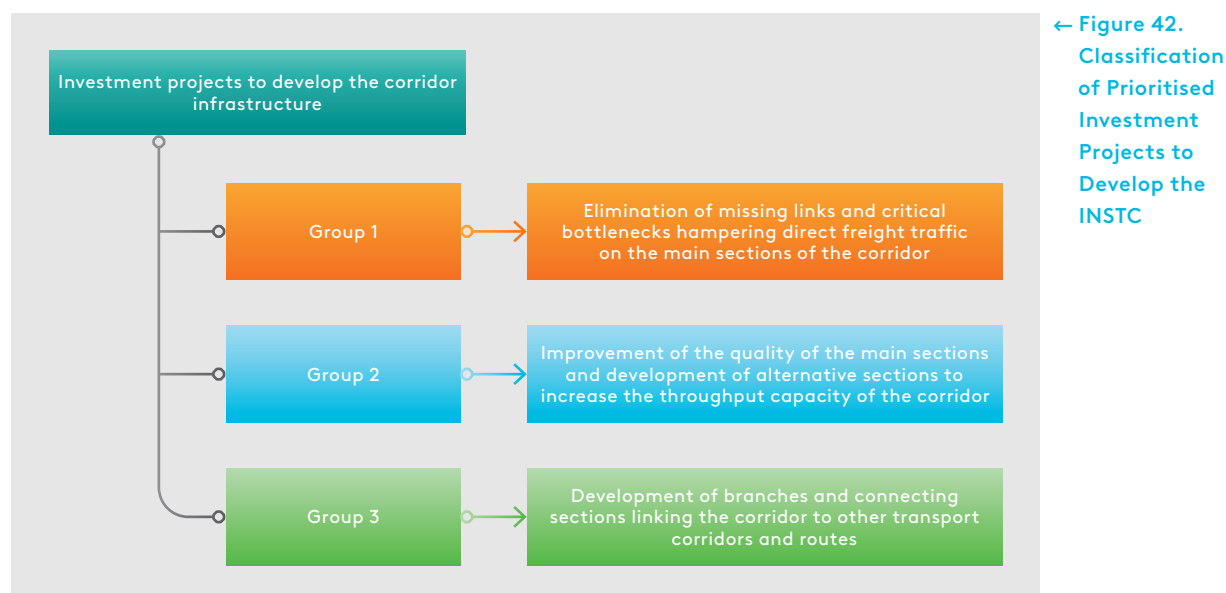 Investment projects to develop the corridor
infrastructure
Group 1
Elimination of missing links and critical
bottlenecks hampering direct freight traffic
on the main sections of the corridor
Group 2
Improvement of the quality of the main sections
and development of alternative sections to
increase the throughput capacity of the corridor
Group 3
Development of branches and connecting
sections linking the corridor to other transport
corridors and routes
← Figure 42.
Classification
of Prioritised
Investment
Projects to
Develop the
INSTC